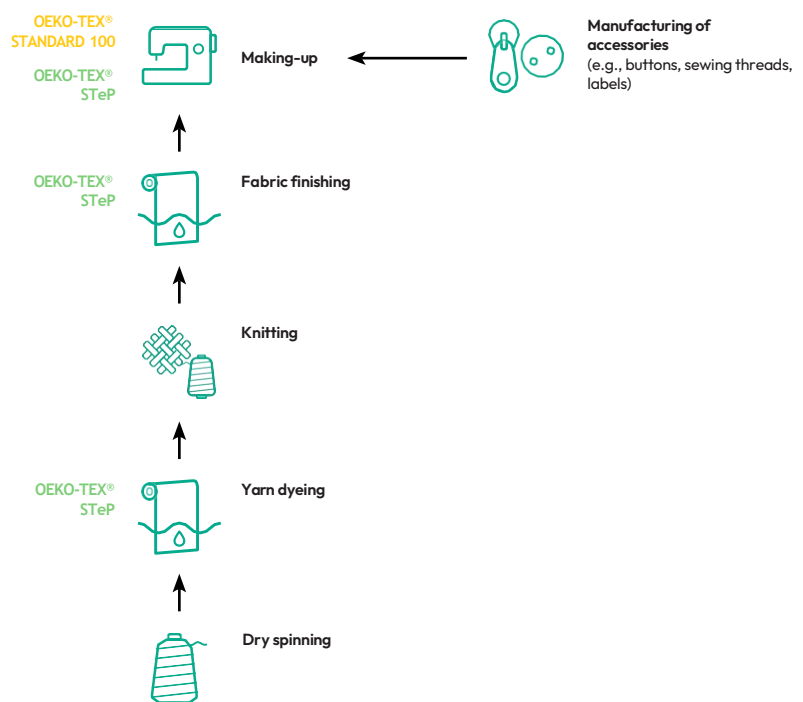 OEKO-TEX®
STANDARD 100
OEKO-TEX®
STeP
Making-up
Manufacturing of
accessories
(e.g., buttons, sewing threads,
labels)
OEKO-TEX®
STeP
Fabric finishing
Knitting
OEKO-TEX®
STeP
Yarn dyeing
Dry spinning